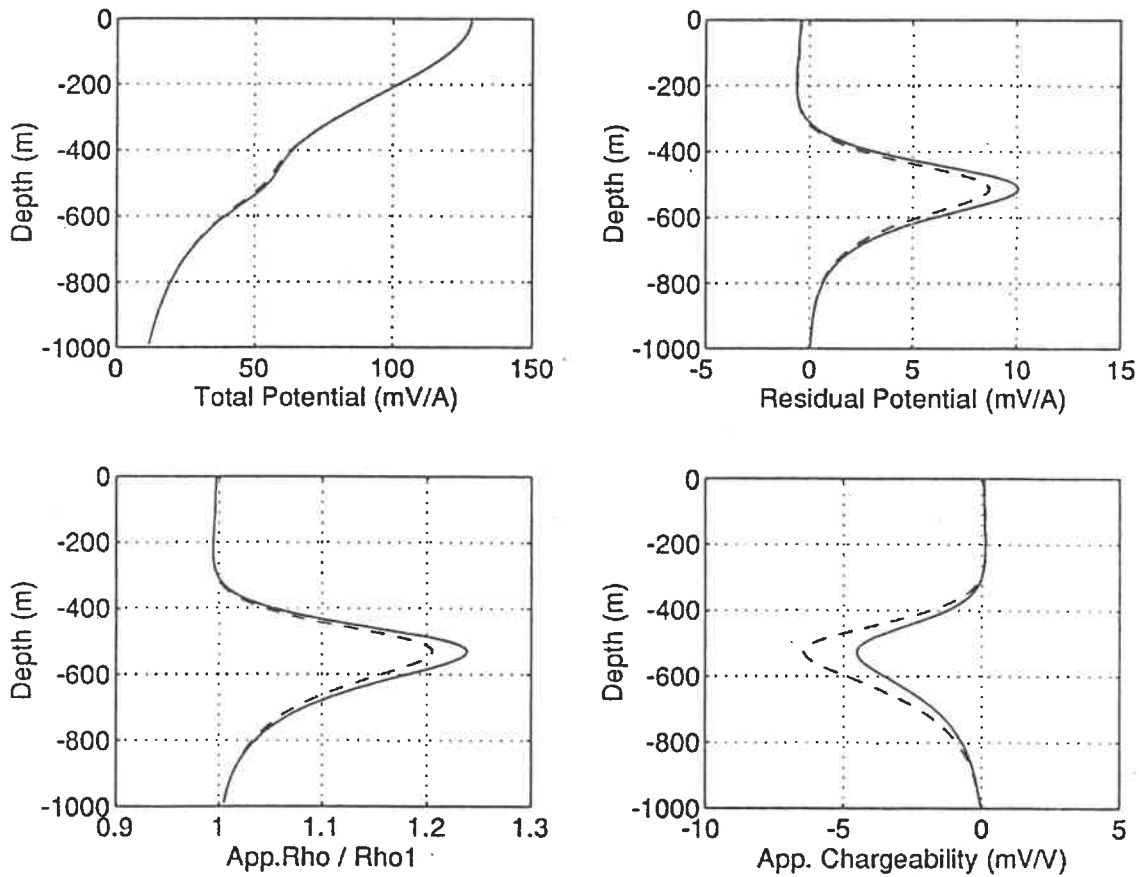 0
-200
-400
-600
-800
-1000
Depth (m)
0 50 100 150
Total Potential (mV/A)
0
-200
-400
-600
-800
-1000
Depth (m)
-5 0 5 10 15
Residual Potential (mV/A)
0
-200
-400
-600
-800
-1000
Depth (m)
0.9 1 1.1 1.2 1.3
App.Rho / Rho1
0
-200
-400
-600
-800
-1000
Depth (m)
-10 -5 0 5
App. Chargeability (mV/V)